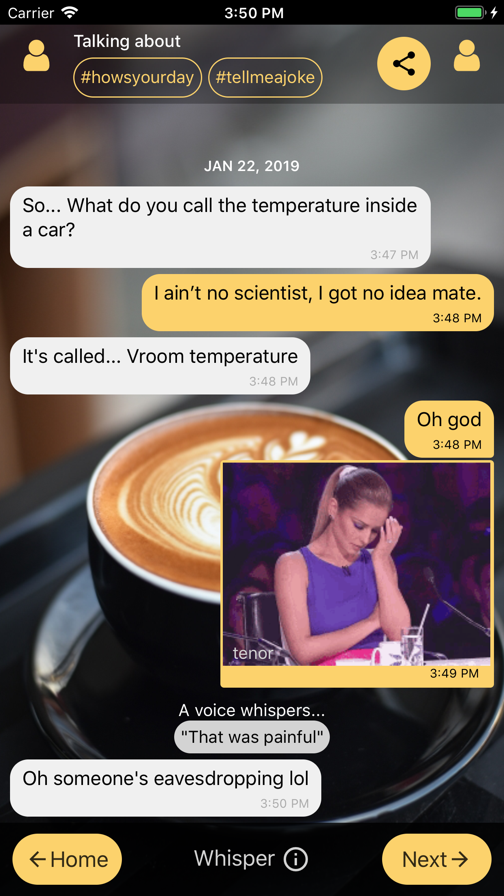 Carrier 3:50 PM
Talking about
#howsyourday #tellmeajoke
JAN 22, 2019
So... What do you call the temperature inside
a car?
3:47 PM
I ain’t no scientist, I got no idea mate.
3:48 PM
It's called... Vroom temperature
3:48 PM
Oh god
3:48 PM
tenor
3:49 PM
A voice whispers...
"That was painful"
Oh someone's eavesdropping lol
3:50 PM
←Home Whisper Next→